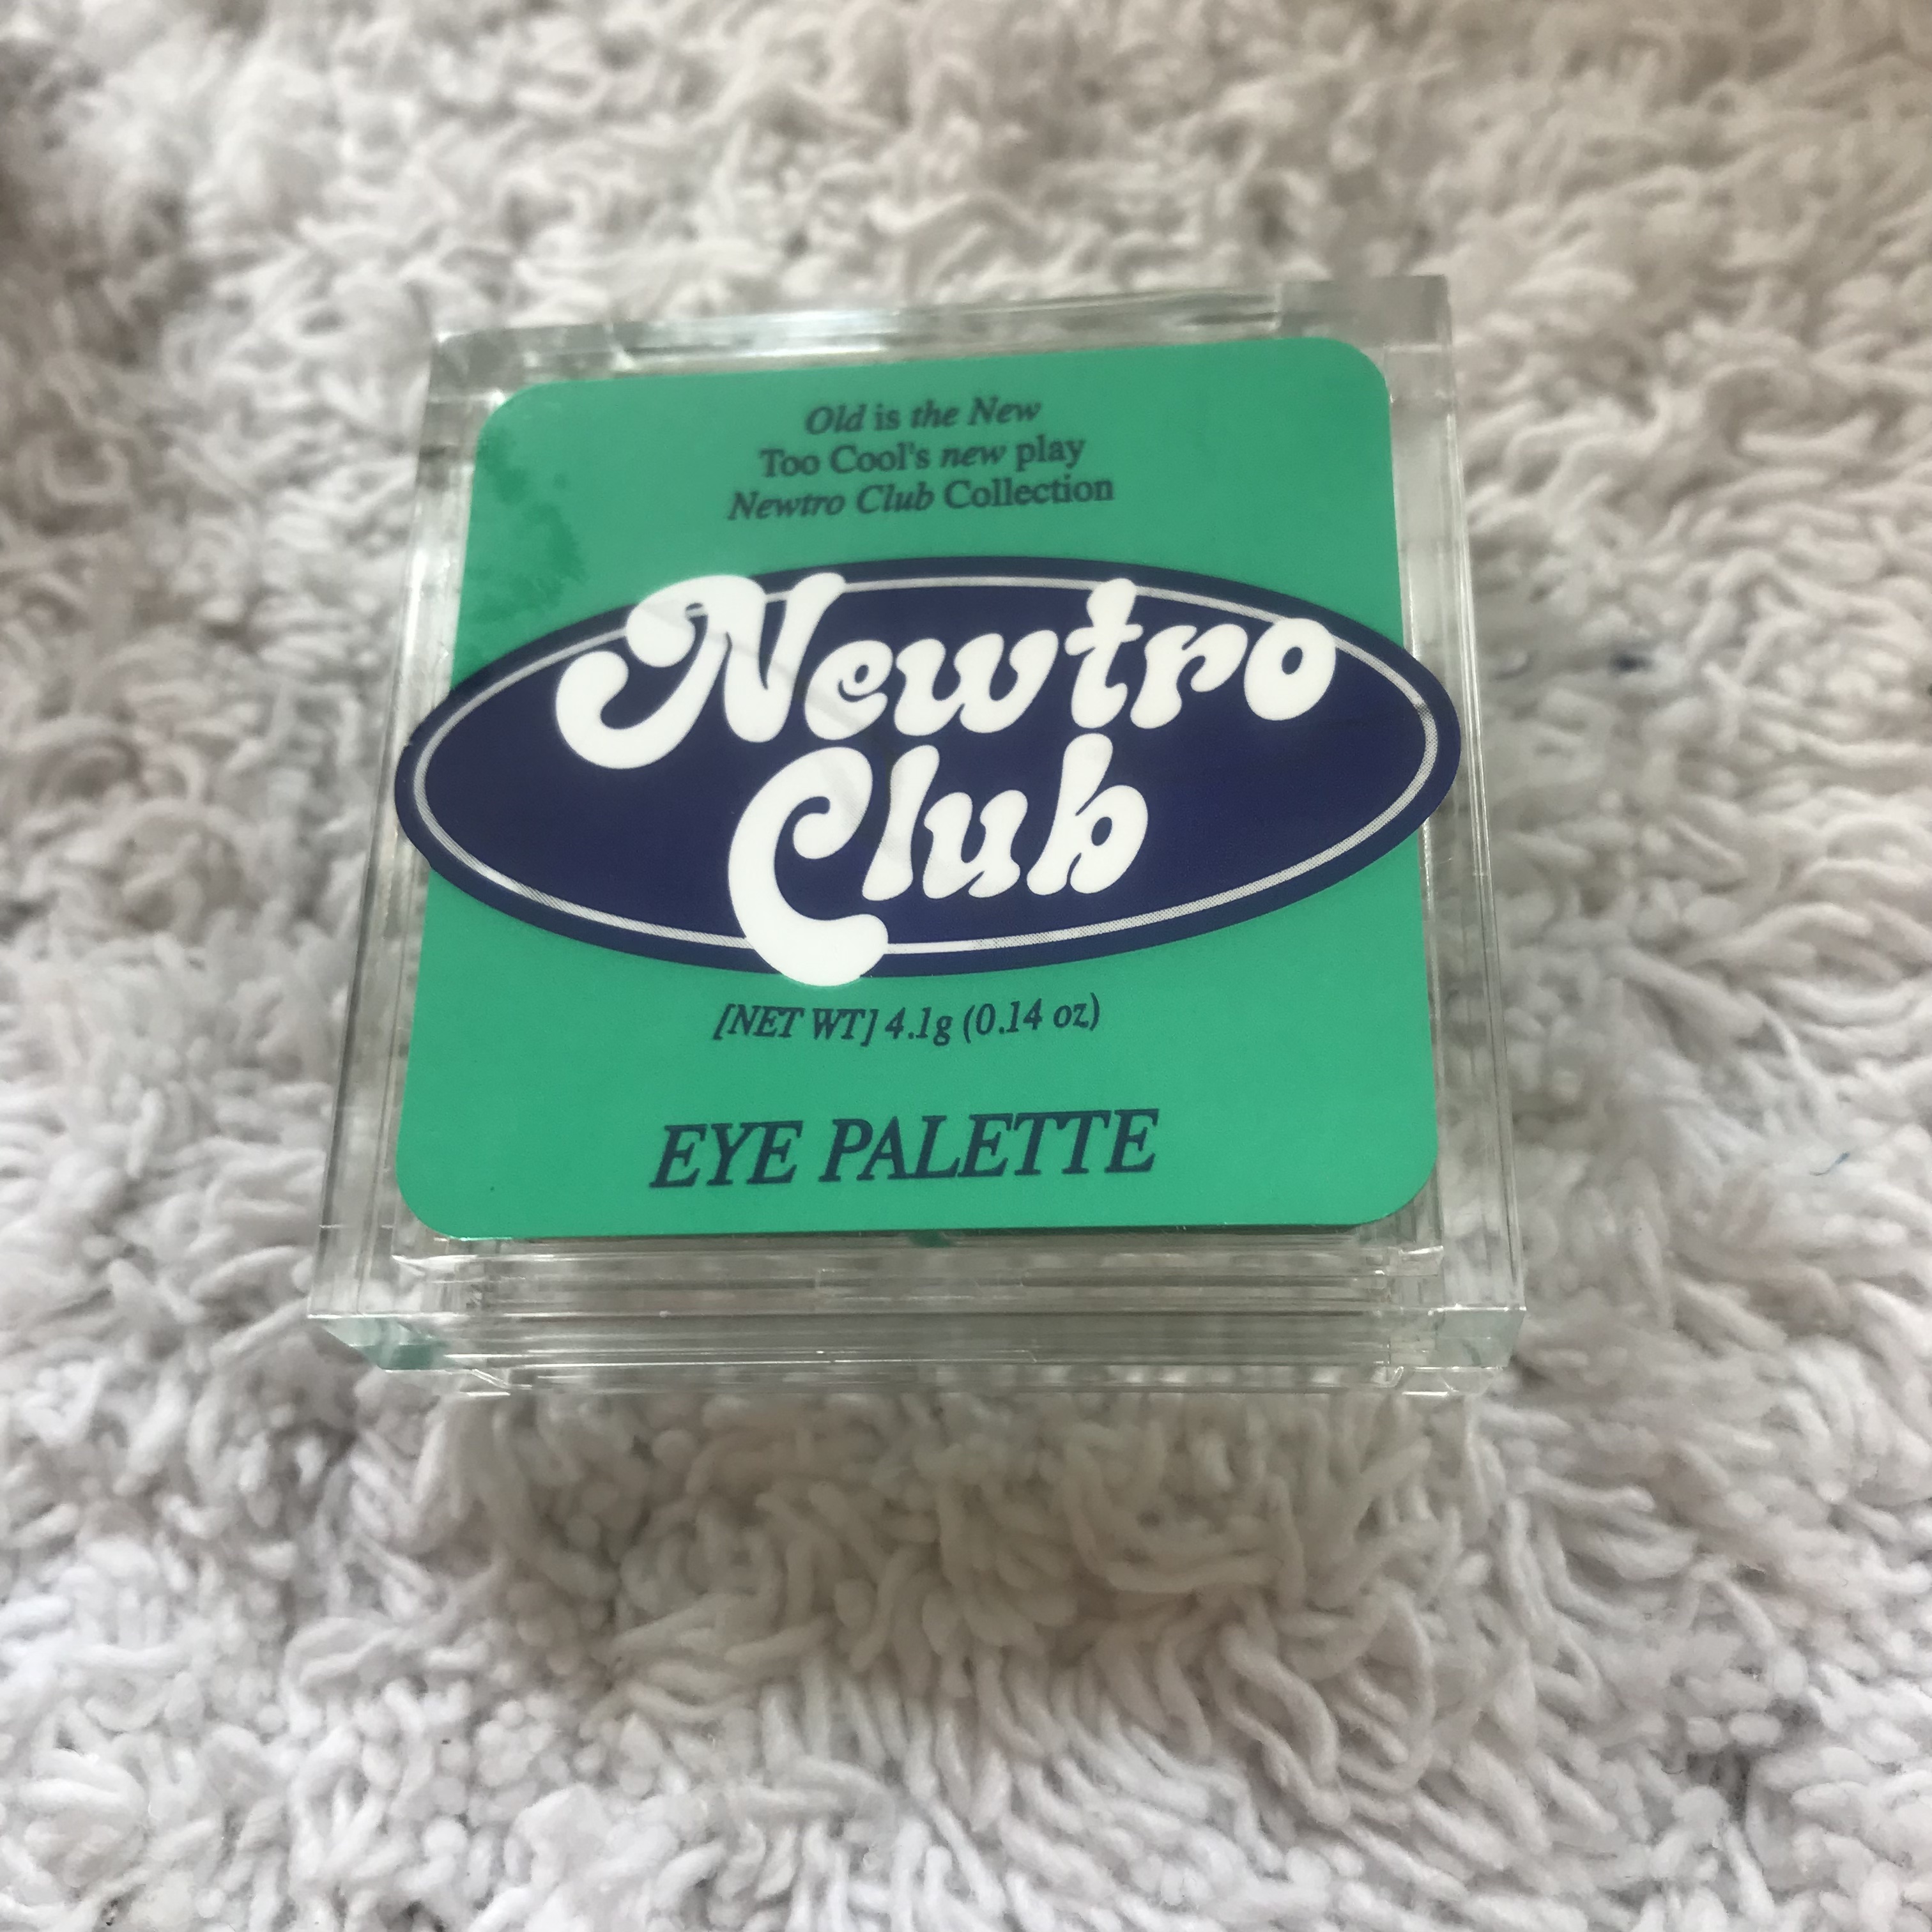 Old is the New
Too Cool's new play
Newtro Club Collection
Newtro
Club
[NET WT] 4.1g (0.14 oz)
EYE PALETTE